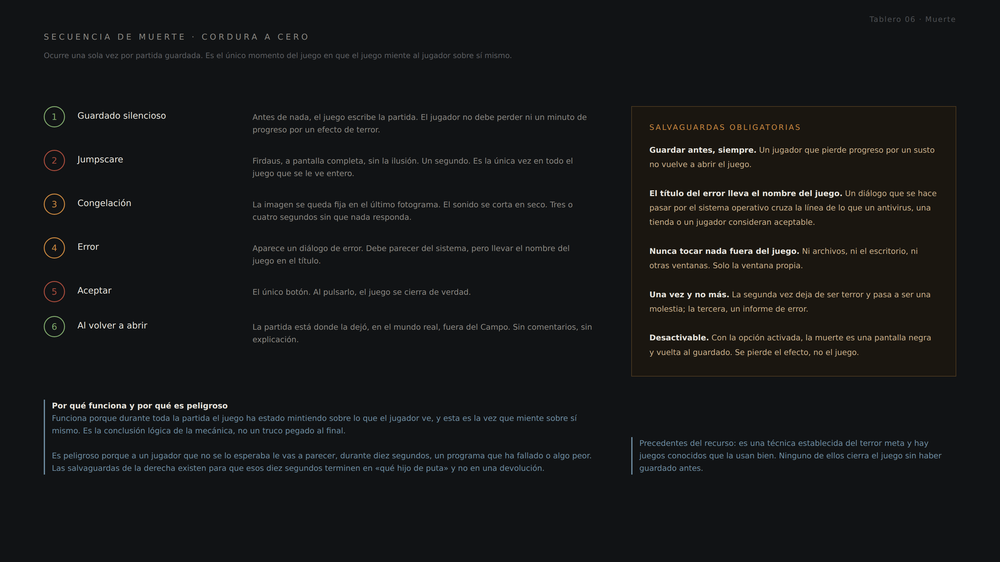 Tablero 06 · Muerte
SECUENCIA DE MUERTE · CORDURA A CERO
Ocurre una sola vez por partida guardada. Es el único momento del juego en que el juego miente al jugador sobre sí mismo.
1
Guardado silencioso
Antes de nada, el juego escribe la partida. El jugador no debe perder ni un minuto de
progreso por un efecto de terror.
2
Jumpscare
Firdaus, a pantalla completa, sin la ilusión. Un segundo. Es la única vez en todo el
juego que se le ve entero.
3
Congelación
La imagen se queda fija en el último fotograma. El sonido se corta en seco. Tres o
cuatro segundos sin que nada responda.
4
Error
Aparece un diálogo de error. Debe parecer del sistema, pero llevar el nombre del
juego en el título.
5
Aceptar
El único botón. Al pulsarlo, el juego se cierra de verdad.
6
Al volver a abrir
La partida está donde la dejó, en el mundo real, fuera del Campo. Sin comentarios, sin
explicación.
SALVAGUARDAS OBLIGATORIAS
Guardar antes, siempre. Un jugador que pierde progreso por un susto
no vuelve a abrir el juego.
El título del error lleva el nombre del juego. Un diálogo que se hace
pasar por el sistema operativo cruza la línea de lo que un antivirus, una
tienda o un jugador consideran aceptable.
Nunca tocar nada fuera del juego. Ni archivos, ni el escritorio, ni
otras ventanas. Solo la ventana propia.
Una vez y no más. La segunda vez deja de ser terror y pasa a ser una
molestia; la tercera, un informe de error.
Desactivable. Con la opción activada, la muerte es una pantalla negra
y vuelta al guardado. Se pierde el efecto, no el juego.
Por qué funciona y por qué es peligroso
Funciona porque durante toda la partida el juego ha estado mintiendo sobre lo que el jugador ve, y esta es la vez que miente sobre sí
mismo. Es la conclusión lógica de la mecánica, no un truco pegado al final.
Es peligroso porque a un jugador que no se lo esperaba le vas a parecer, durante diez segundos, un programa que ha fallado o algo peor.
Las salvaguardas de la derecha existen para que esos diez segundos terminen en «qué hijo de puta» y no en una devolución.
Precedentes del recurso: es una técnica establecida del terror meta y hay
juegos conocidos que la usan bien. Ninguno de ellos cierra el juego sin haber
guardado antes.